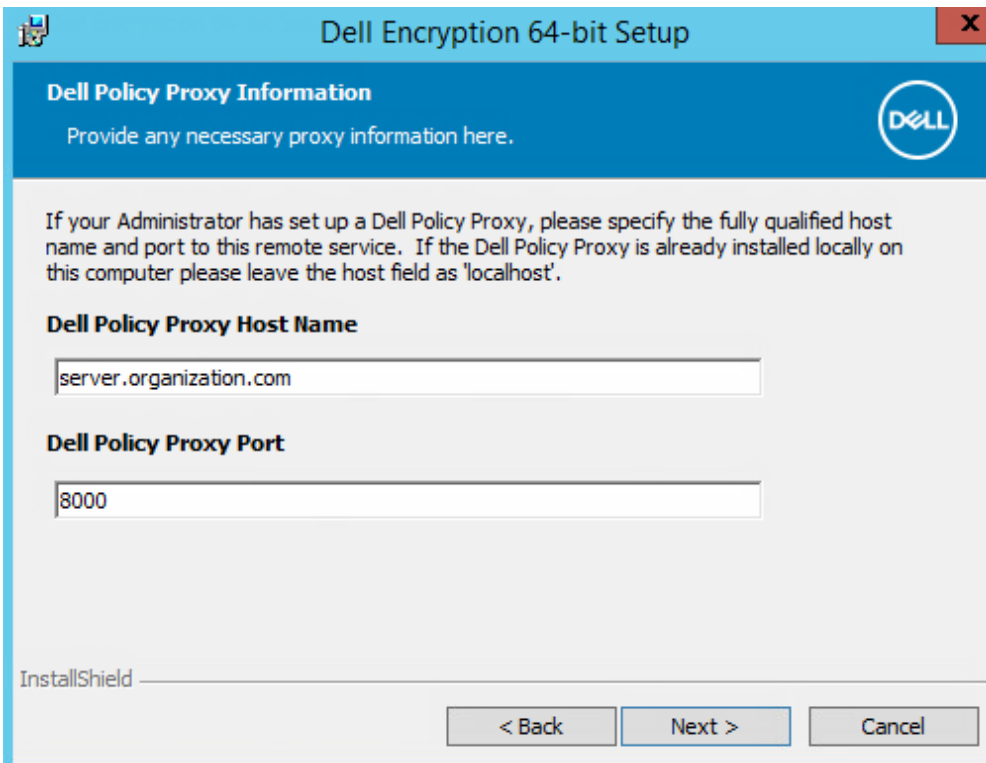 Dell Encryption 64-bit Setup
X
Dell Policy Proxy Information
DELL
Provide any necessary proxy information here.
If your Administrator has set up a Dell Policy Proxy, please specify the fully qualified host
name and port to this remote service. If the Dell Policy Proxy is already installed locally on
this computer please leave the host field as 'localhost'.
Dell Policy Proxy Host Name
server.organization.com
Dell Policy Proxy Port
8000
InstallShield
< Back
Next >
Cancel